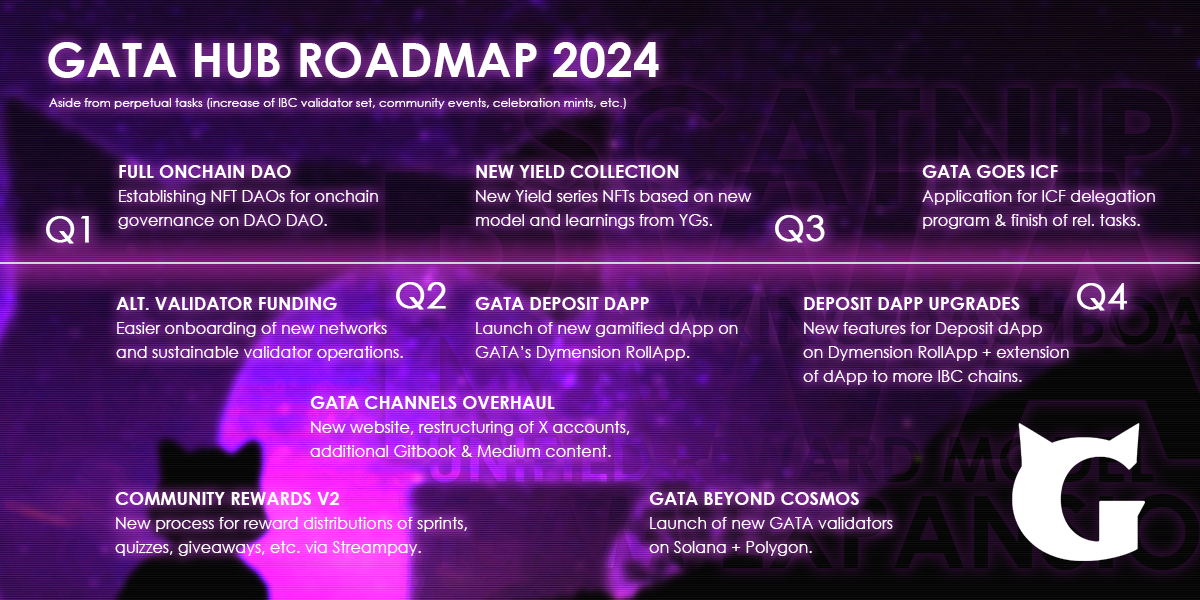 GATA HUB ROADMAP 2024
Aside from perpetual tasks (increase of IBC validator set, community events, celebration mints, etc.)
Q1
FULL ONCHAIN DAO
Establishing NFT DAOs for onchain
governance on DAO DAO.
NEW YIELD COLLECTION
New Yield series NFTs based on new
model and learnings from YGs.
Q3
GATA GOES ICF
Application for ICF delegation
program & finish of rel. tasks.
ALT. VALIDATOR FUNDING
Easier onboarding of new networks
and sustainable validator operations.
Q2
GATA DEPOSIT DAPP
Launch of new gamified dApp on
GATA's Dymension RollApp.
DEPOSIT DAPP UPGRADES
New features for Deposit dApp
on Dymension RollApp + extension
of dApp to more IBC chains.
Q4
GATA CHANNELS OVERHAUL
New website, restructuring of X accounts,
additional Gitbook & Medium content.
COMMUNITY REWARDS V2
New process for reward distributions of sprints,
quizzes, giveaways, etc. via Streampay.
GATA BEYOND COSMOS
Launch of new GATA validators
on Solana + Polygon.
G
CATNIP
UNIFIED